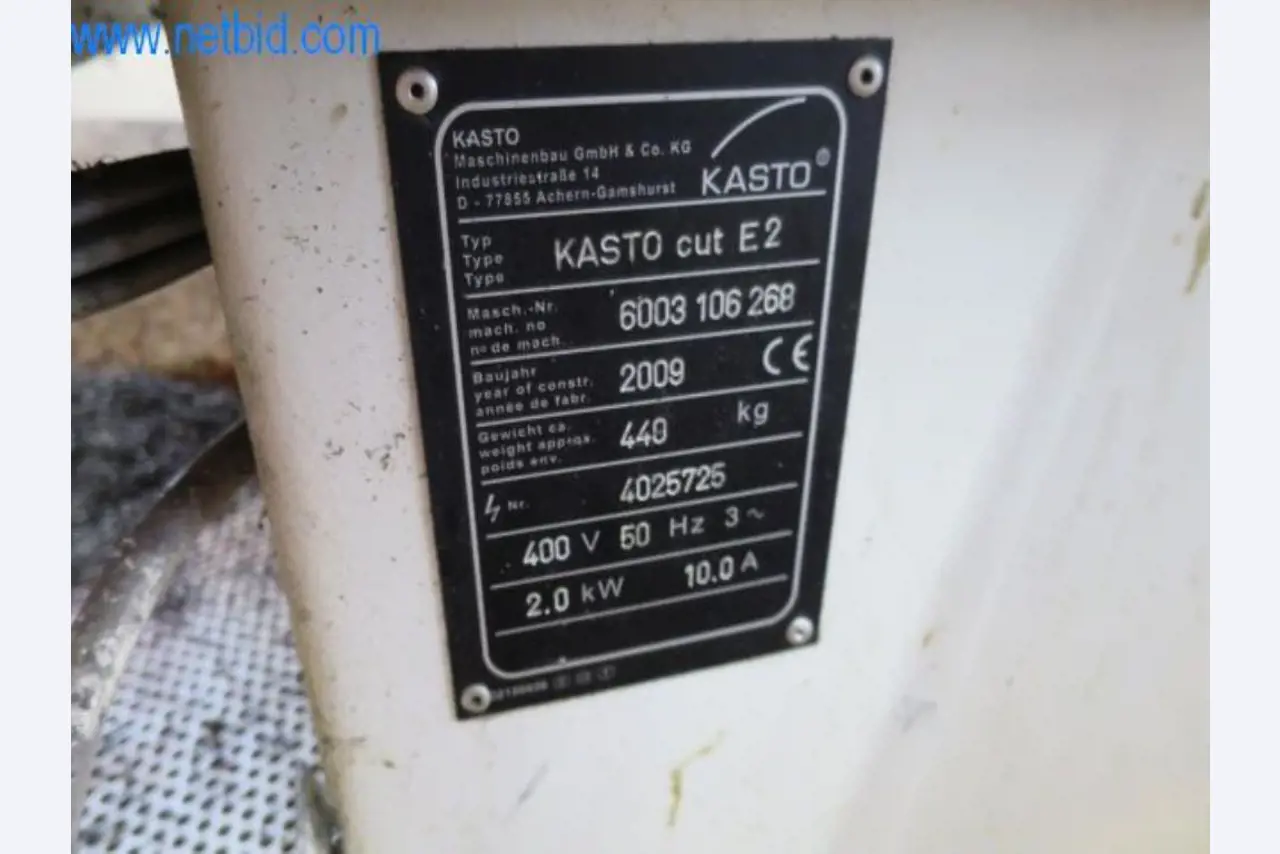 www.netbid.com
KASTO
Maschinenbau GmbH & Co. KG
Industriestraße 14
D - 77855 Achern-Gamshurst
KASTO®
Typ
Type
Type
KASTO cut E2
Masch.-Nr.
mach. no
nº de mach.
6003 106 268
Baujahr
year of constr.
année de fabr.
2009
CE
Gewicht ca.
weight approx.
poids env.
440 kg
Nr. 4025725
400 V 50 Hz 3 ~
2.0 kW 10.0 A